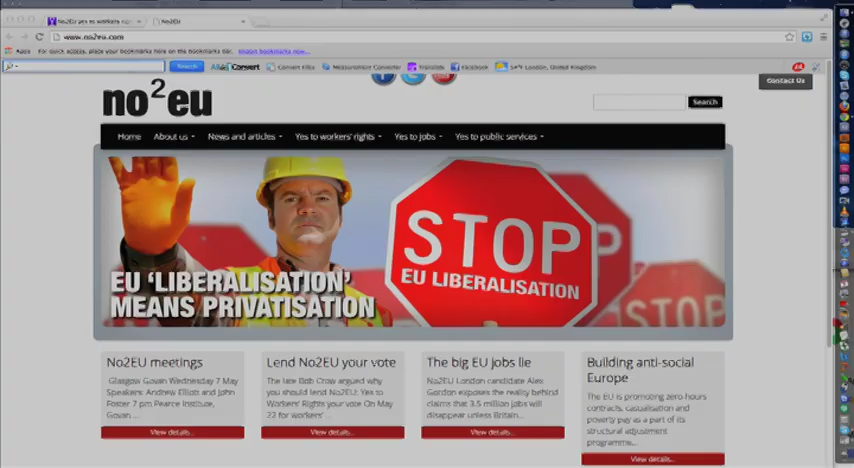 No2EU
www.no2eu.com
Apps For quick access, place your bookmarks here on the bookmarks bar. Import bookmarks now...
Search Convert Files Measurement Converter Translate Facebook 54°F London, United Kingdom
Contact Us
no2eu
Search
Home About us News and articles Yes to workers' rights Yes to jobs Yes to public services
STOP
EU LIBERALISATION
STOP
EU 'LIBERALISATION'
MEANS PRIVATISATION
No2EU meetings
Glasgow Govan Wednesday 7 May
Speakers: Andrew Elliott and John
Foster 7 pm Pearce Institute,
Govan ...
View details...
Lend No2EU your vote
The late Bob Crow argued why
you should lend No2EU: Yes to
Workers' Rights your vote On May
22 for workers' ...
View details...
The big EU jobs lie
No2EU London candidate Alex
Gordon exposes the reality behind
claims that 3.5 million jobs will
disappear unless Britain...
View details...
Building anti-social
Europe
The EU is promoting zero-hours
contracts, casualisation and
poverty pay as a part of its
structural adjustment
programme...
View details...